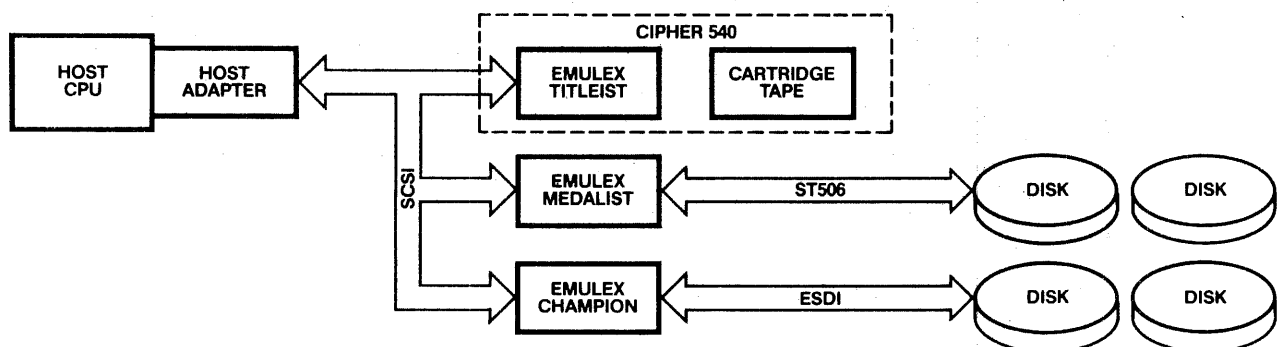 CIPHER 540
HOST
CPU
HOST
ADAPTER
EMULEX
TITLEIST
CARTRIDGE
TAPE
SCSI
EMULEX
MEDALIST
ST506
DISK
DISK
EMULEX
CHAMPION
ESDI
DISK
DISK